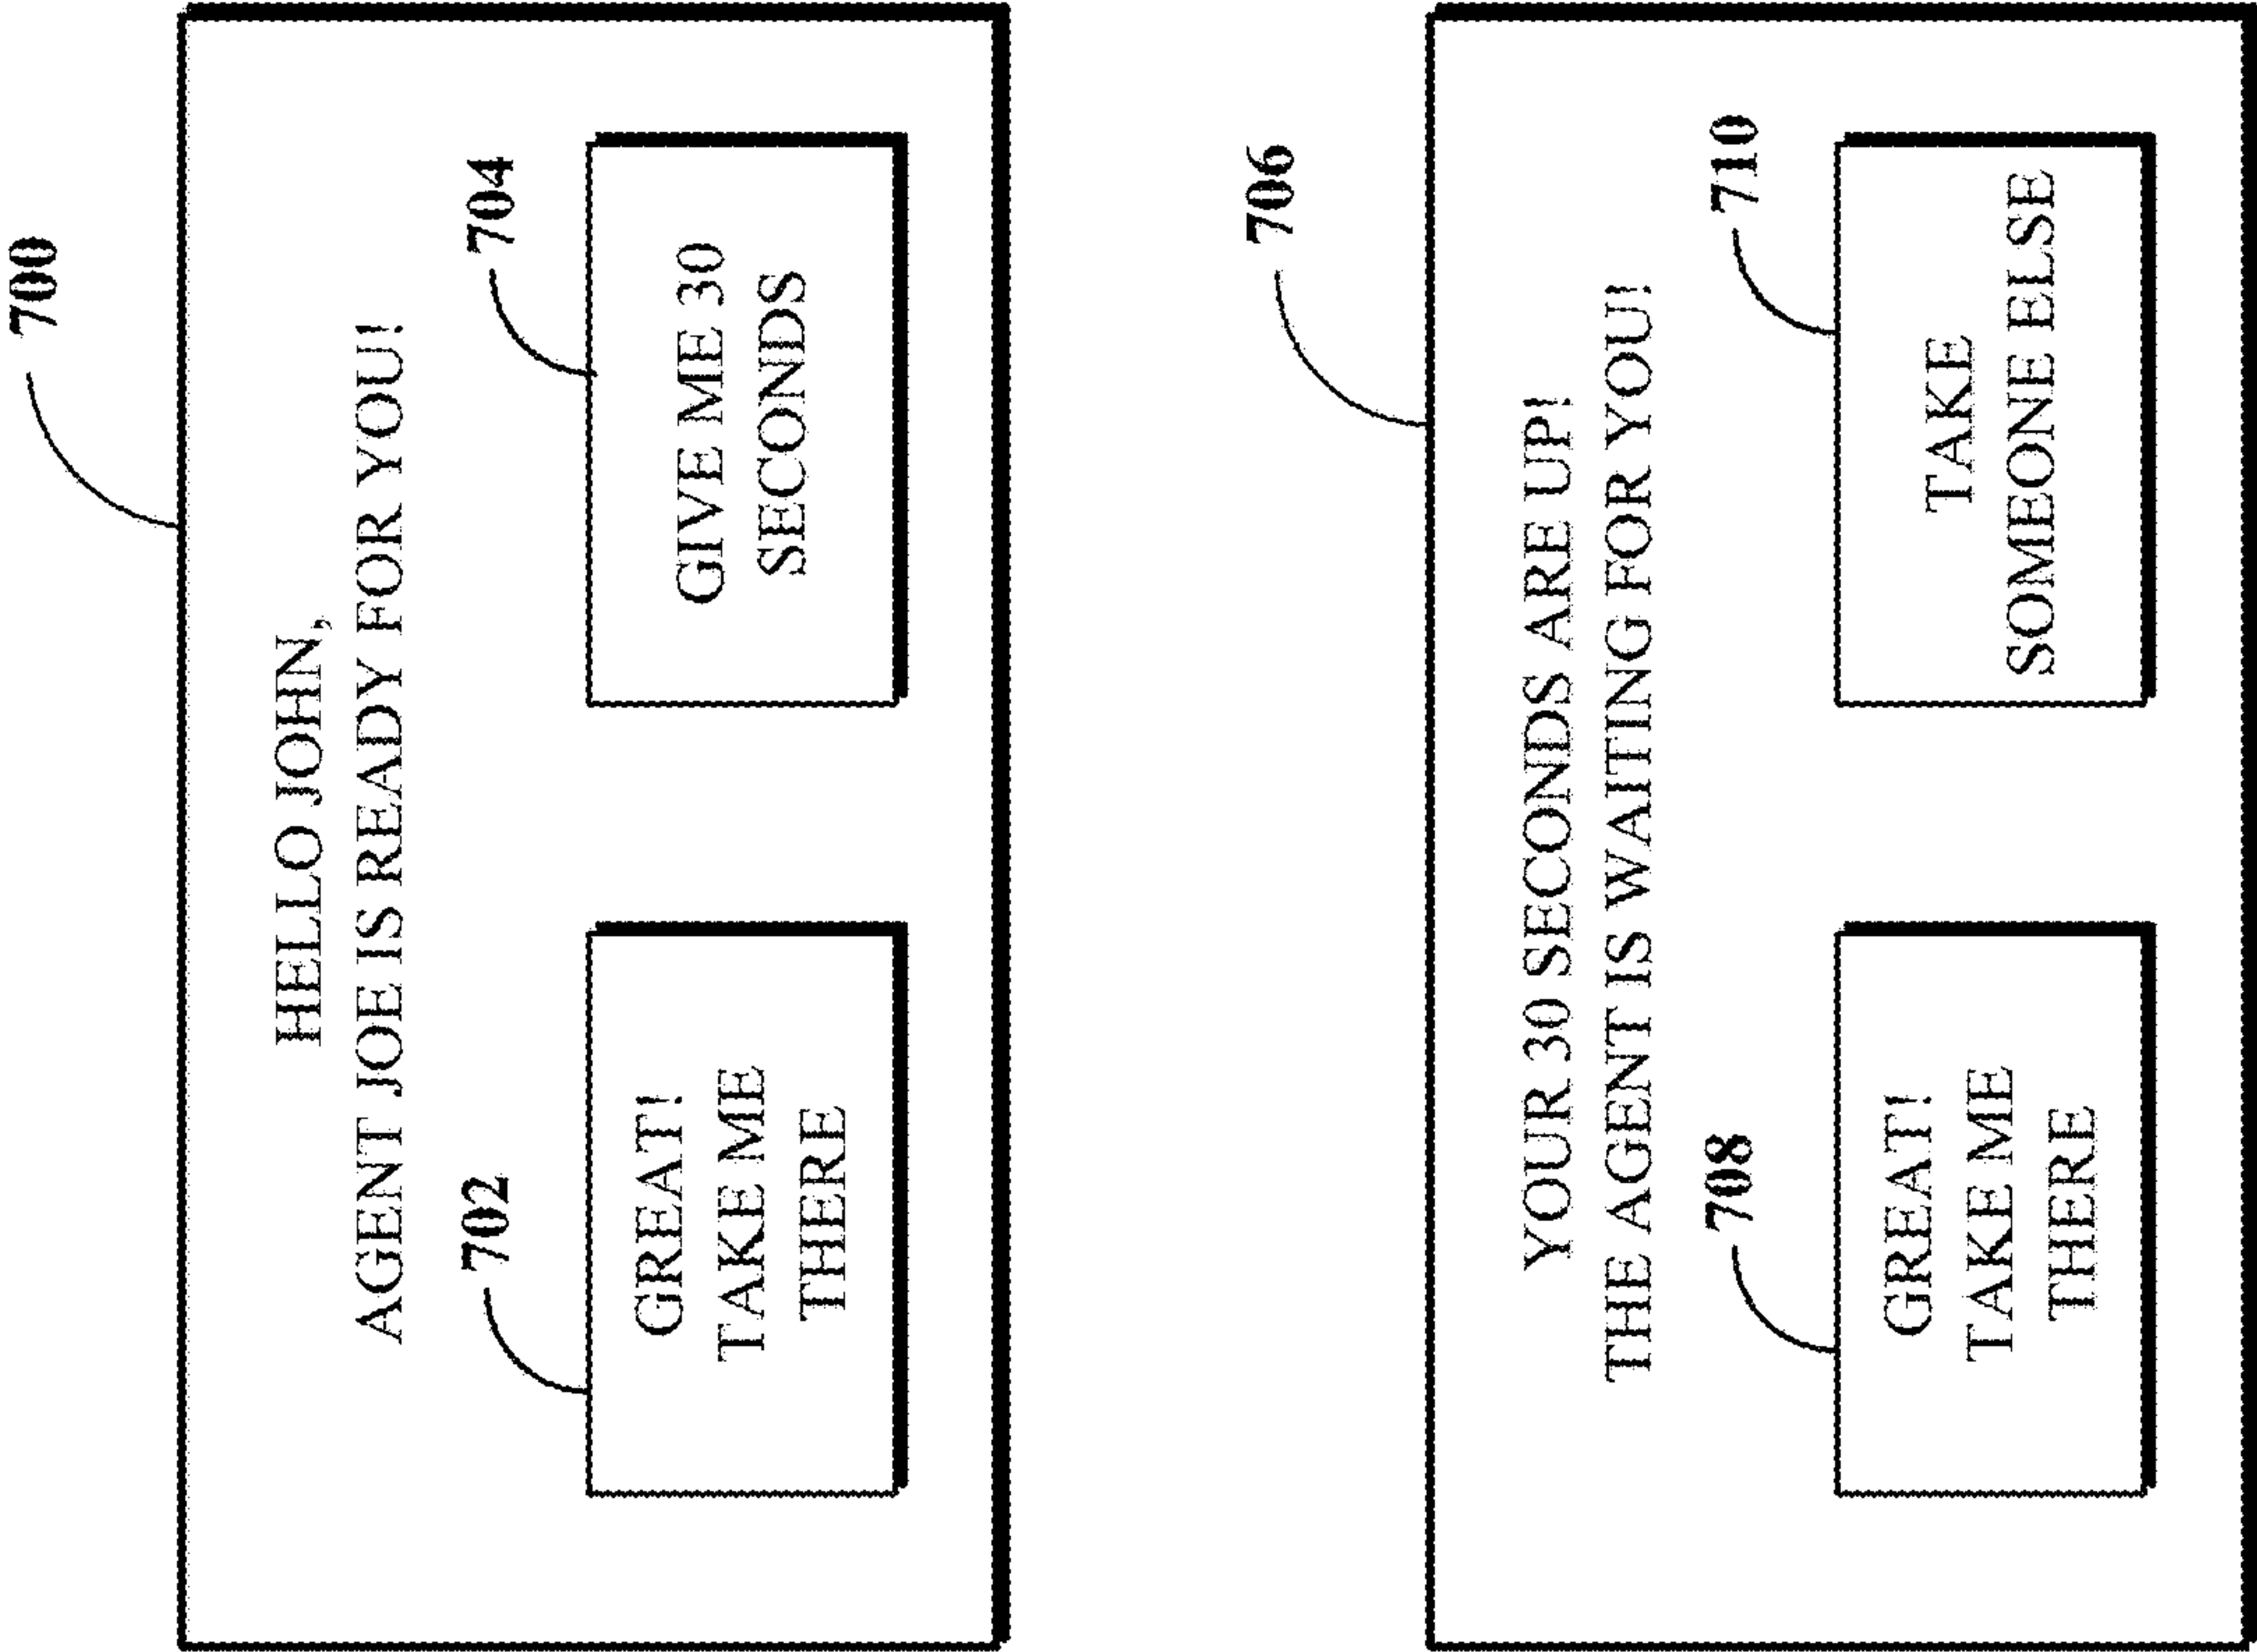 700
HELLO JOHN,
AGENT JOE IS READY FOR YOU!
702
GREAT!
TAKE ME
THERE
704
GIVE ME 30
SECONDS
706
YOUR 30 SECONDS ARE UP!
THE AGENT IS WAITING FOR YOU!
708
GREAT!
TAKE ME
THERE
710
TAKE
SOMEONE ELSE